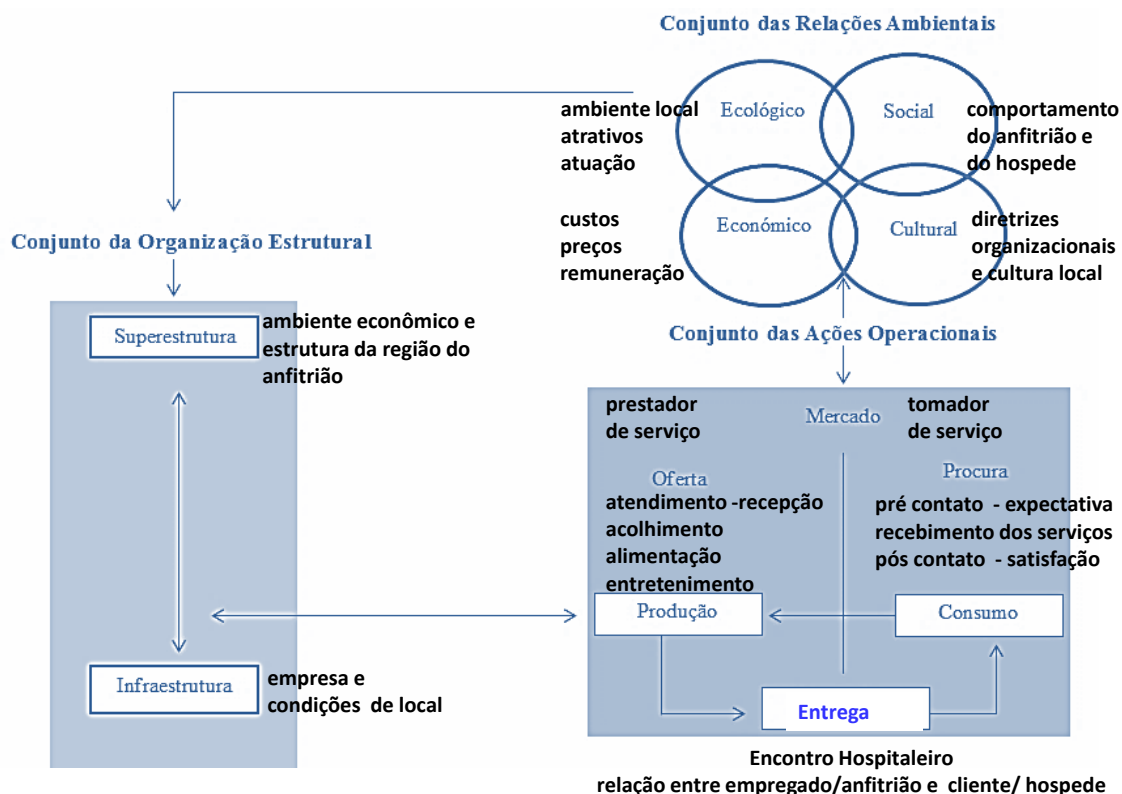 Conjunto das Relações Ambientais
ambiente local
atrativos
atuação
Ecológico
Social
comportamento
do anfitrião e
do hospede
custos
preços
remuneração
Económico
Cultural
diretrizes
organizacionais
e cultura local
Conjunto da Organização Estrutural
Superestrutura
ambiente econômico e
estrutura da região do
anfitrião
Infraestrutura
empresa e
condições de local
Conjunto das Ações Operacionais
prestador
de serviço
Mercado
tomador
de serviço
Oferta
atendimento -recepção
acolhimento
alimentação
entretenimento
Procura
pré contato - expectativa
recebimento dos serviços
pós contato - satisfação
Produção
Consumo
Entrega
Encontro Hospitaleiro
relação entre empregado/anfitrião e cliente/ hospede